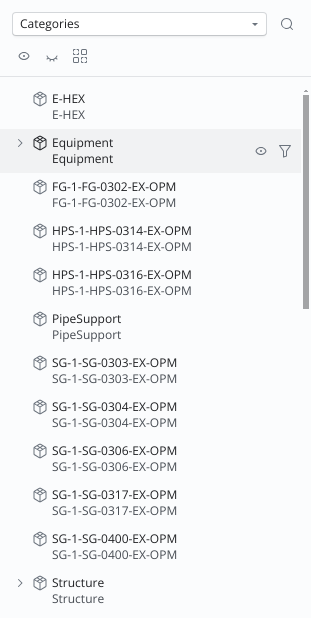 Categories
E-HEX
E-HEX
Equipment
Equipment
FG-1-FG-0302-EX-OPM
FG-1-FG-0302-EX-OPM
HPS-1-HPS-0314-EX-OPM
HPS-1-HPS-0314-EX-OPM
HPS-1-HPS-0316-EX-OPM
HPS-1-HPS-0316-EX-OPM
PipeSupport
PipeSupport
SG-1-SG-0303-EX-OPM
SG-1-SG-0303-EX-OPM
SG-1-SG-0304-EX-OPM
SG-1-SG-0304-EX-OPM
SG-1-SG-0306-EX-OPM
SG-1-SG-0306-EX-OPM
SG-1-SG-0317-EX-OPM
SG-1-SG-0317-EX-OPM
SG-1-SG-0400-EX-OPM
SG-1-SG-0400-EX-OPM
Structure
Structure